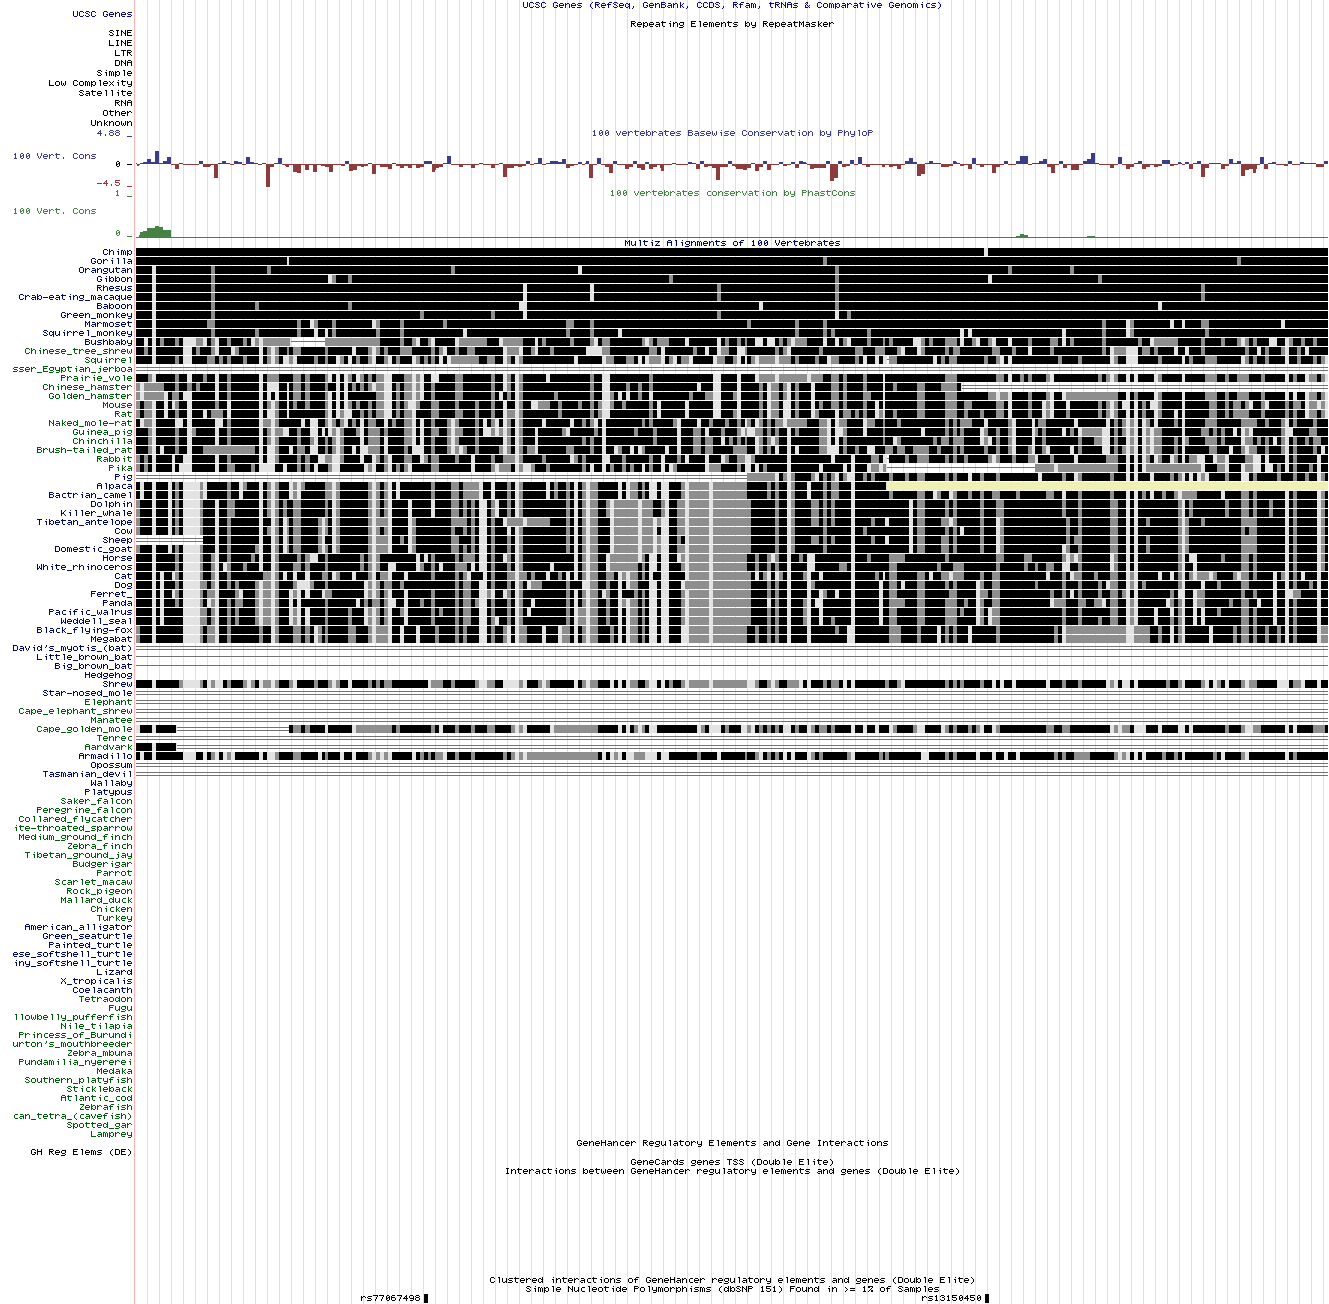 UCSC Genes (RefSeq, GenBank, CCDS, Rfam, tRNAs & Comparative Genomics)
UCSC Genes
Repeating Elements by RepeatMasker
SINE
LINE
LTR
DNA
Simple
Low Complexity
Satellite
RNA
Other
Unknown
4.88 _
100 vertebrates Basewise Conservation by PhyloP
100 Vert. Cons
0 -
-4.5 _
1 _
100 vertebrates conservation by PhastCons
100 Vert. Cons
0 _
Multiz Alignments of 100 Vertebrates
Chimp
Gorilla
Orangutan
Gibbon
Rhesus
Crab-eating_macaque
Baboon
Green_monkey
Marmoset
Squirrel_monkey
Bushbaby
Chinese_tree_shrew
Squirrel
sser_Egyptian_jerboa
Prairie_vole
Chinese_hamster
Golden_hamster
Mouse
Rat
Naked_mole-rat
Guinea_pig
Chinchilla
Brush-tailed_rat
Rabbit
Pika
Pig
Alpaca
Bactrian_camel
Dolphin
Killer_whale
Tibetan_antelope
Cow
Sheep
Domestic_goat
Horse
White_rhinoceros
Cat
Dog
Ferret_
Panda
Pacific_walrus
Weddell_seal
Black_flying-fox
Megabat
David's_myotis_(bat)
Little_brown_bat
Big_brown_bat
Hedgehog
Shrew
Star-nosed_mole
Elephant
Cape_elephant_shrew
Manatee
Cape_golden_mole
Tenrec
Aardvark
Armadillo
Opossum
Tasmanian_devil
Wallaby
Platypus
Saker_falcon
Peregrine_falcon
Collared_flycatcher
ite-throated_sparrow
Medium_ground_finch
Zebra_finch
Tibetan_ground_jay
Budgerigar
Parrot
Scarlet_macaw
Rock_pigeon
Mallard_duck
Chicken
Turkey
American_alligator
Green_seaturtle
Painted_turtle
ese_softshell_turtle
iny_softshell_turtle
Lizard
X_tropicalis
Coelacanth
Tetraodon
Fugu
llowbelly_pufferfish
Nile_tilapia
Princess_of_Burundi
urton's_mouthbreeder
Zebra_mbuna
Pundamilia_nyererei
Medaka
Southern_platyfish
Stickleback
Atlantic_cod
Zebrafish
can_tetra_(cavefish)
Spotted_gar
Lamprey
GeneHancer Regulatory Elements and Gene Interactions
GH Reg Elems (DE)
GeneCards genes TSS (Double Elite)
Interactions between GeneHancer regulatory elements and genes (Double Elite)
Clustered interactions of GeneHancer regulatory elements and genes (Double Elite)
Simple Nucleotide Polymorphisms (dbSNP 151) Found in >= 1% of Samples
rs77067498 rs13150450